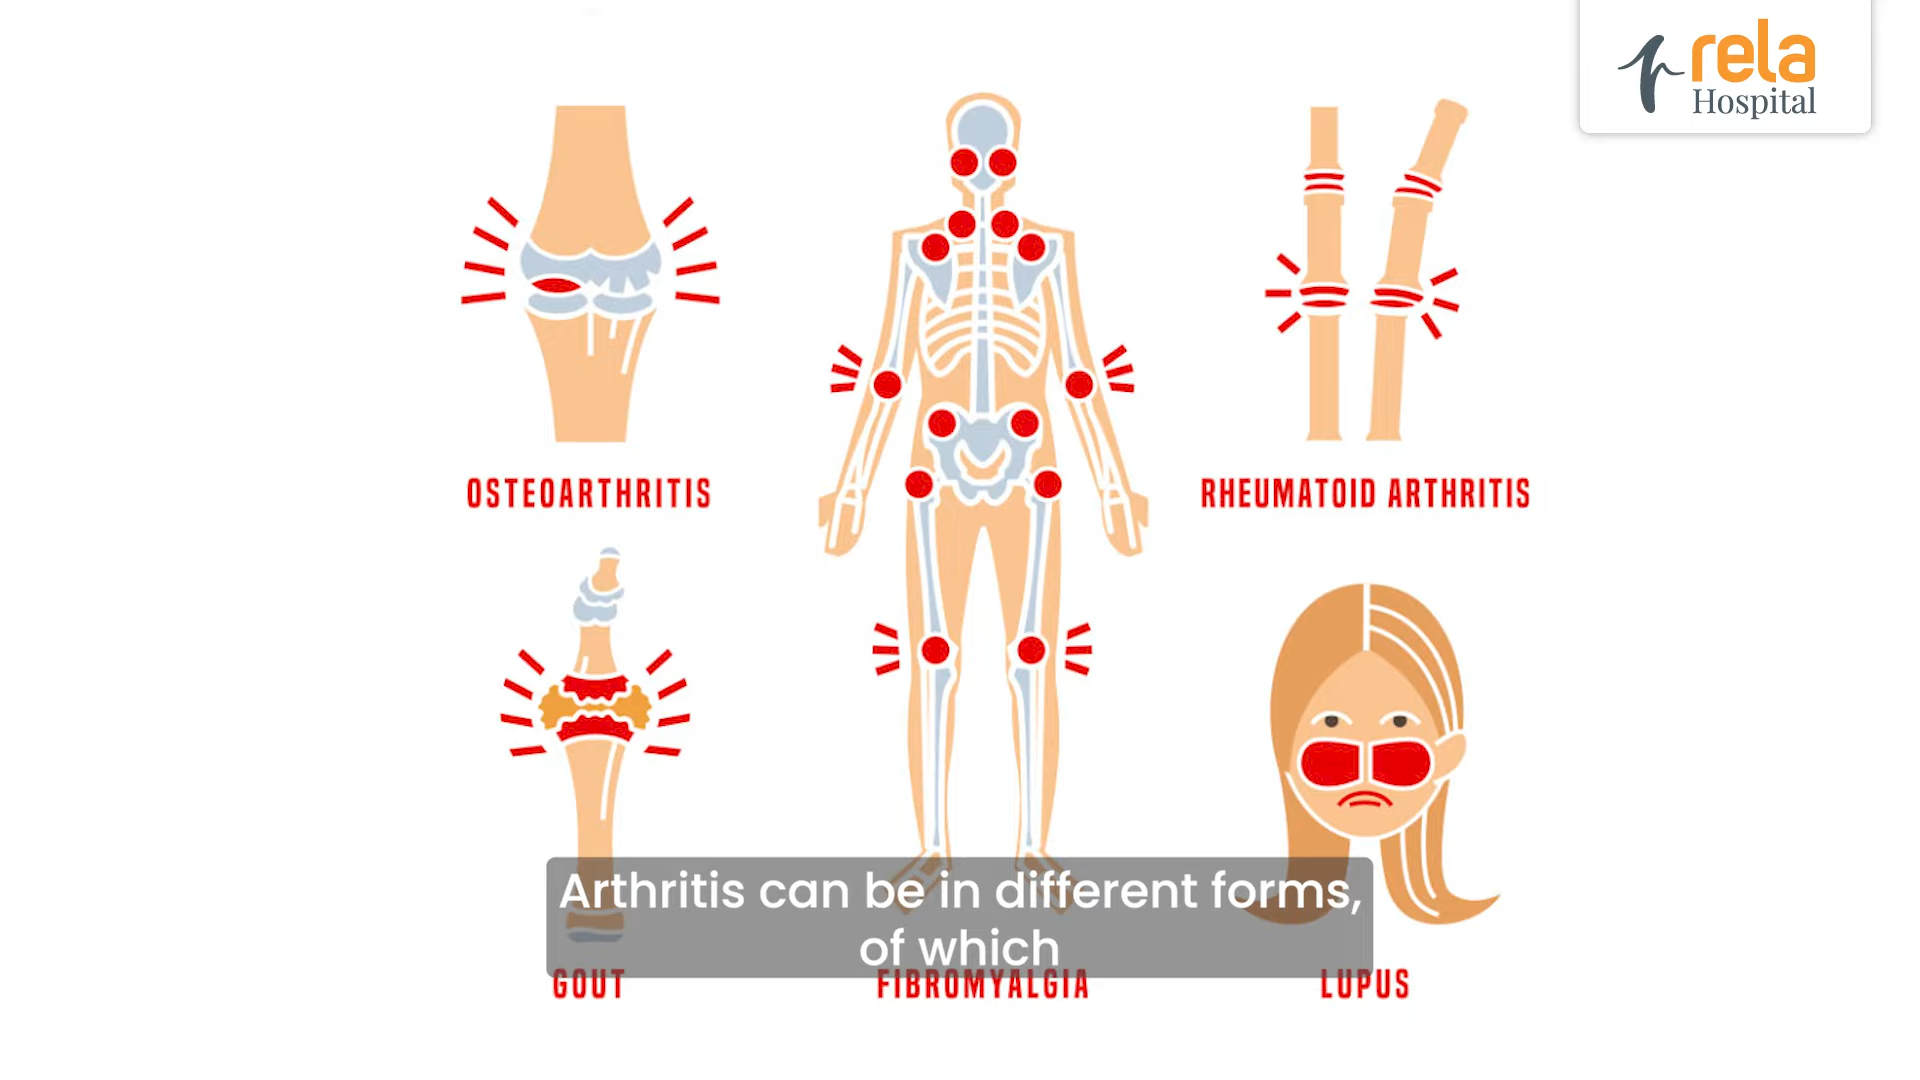 rela
Hospital
OSTEOARTHRITIS
RHEUMATOID ARTHRITIS
Arthritis can be in different forms,
of which
GOUT
FIBROMYALGIA
LUPUS